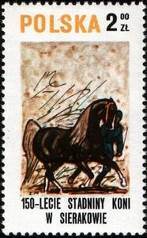 POLSKA 2.00 ZŁ
150-LECIE STADNINY KONI
W SIERAKOWIE